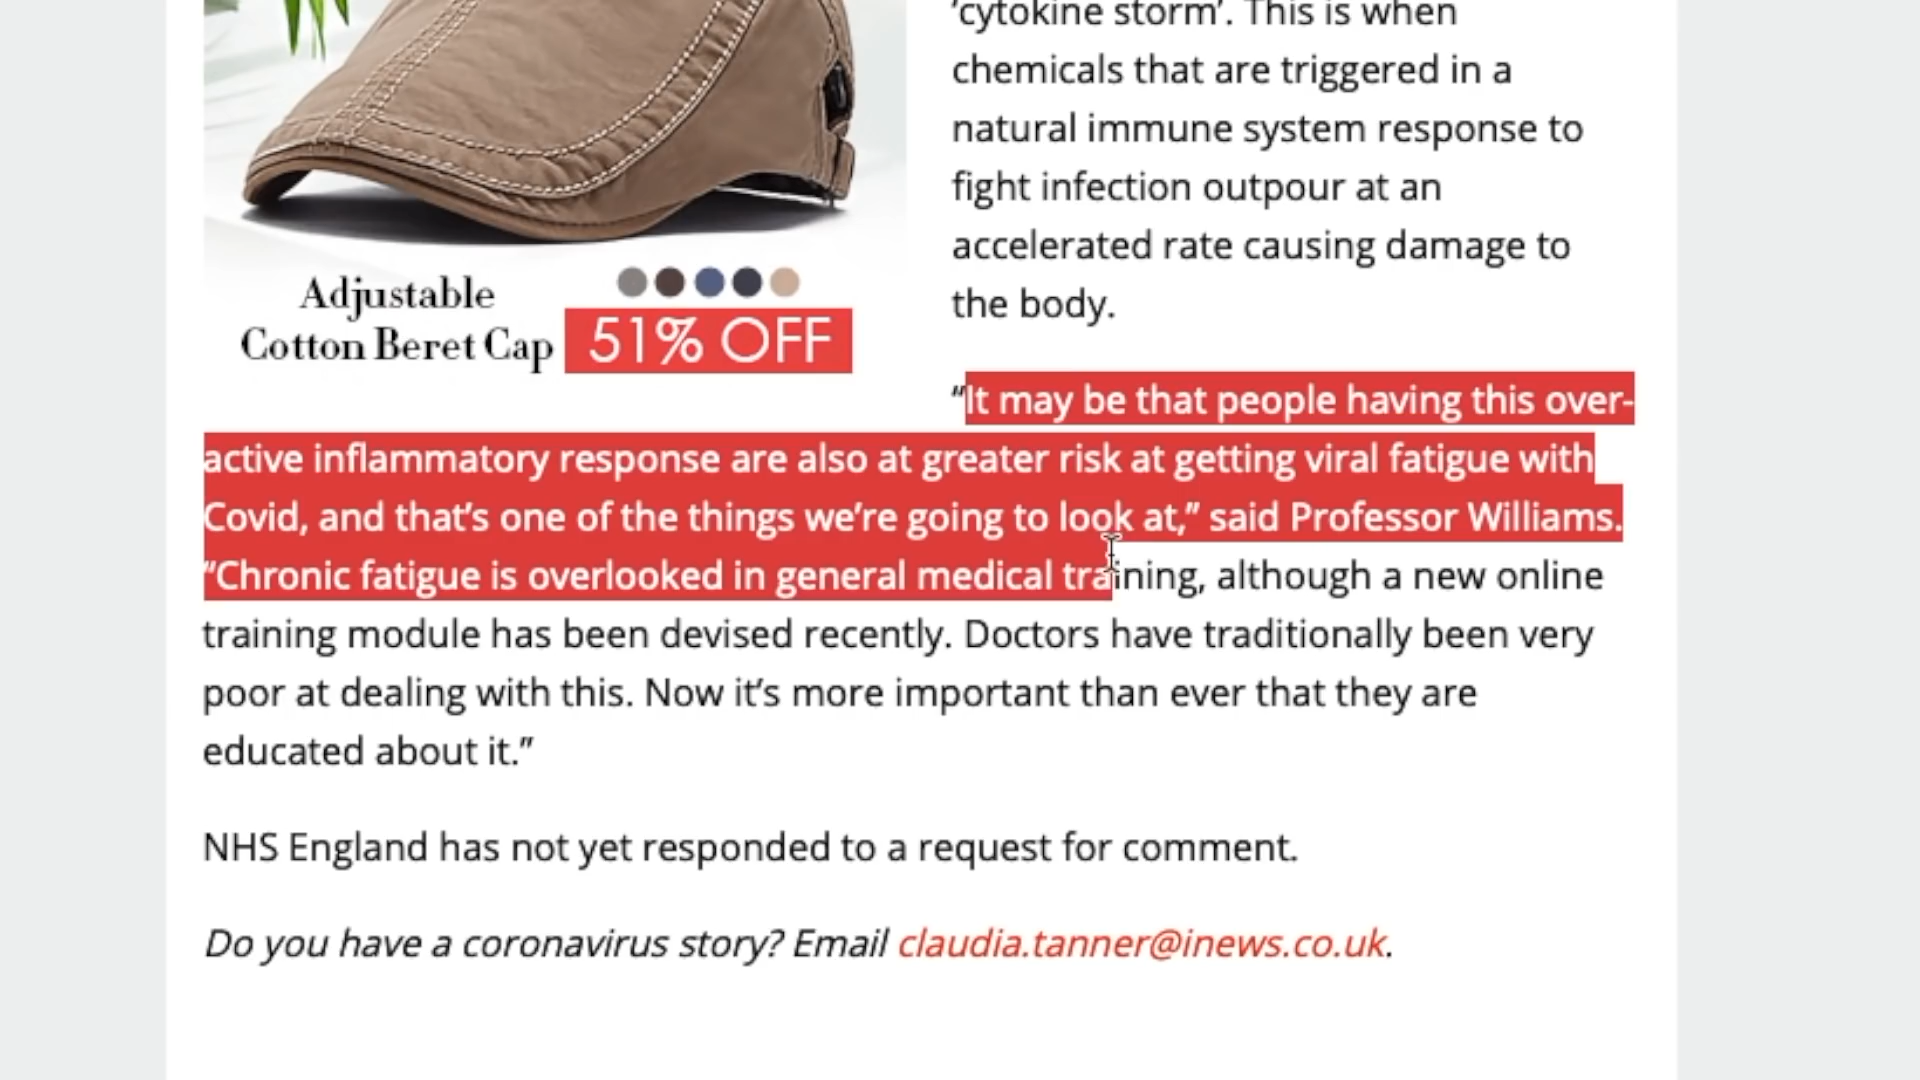 ‘cytokine storm’. This is when
chemicals that are triggered in a
natural immune system response to
fight infection outpour at an
accelerated rate causing damage to
the body.
Adjustable
Cotton Beret Cap
51% OFF
“It may be that people having this over-
active inflammatory response are also at greater risk at getting viral fatigue with
Covid, and that’s one of the things we’re going to look at,” said Professor Williams.
“Chronic fatigue is overlooked in general medical training, although a new online
training module has been devised recently. Doctors have traditionally been very
poor at dealing with this. Now it’s more important than ever that they are
educated about it.”
NHS England has not yet responded to a request for comment.
Do you have a coronavirus story? Email claudia.tanner@inews.co.uk.